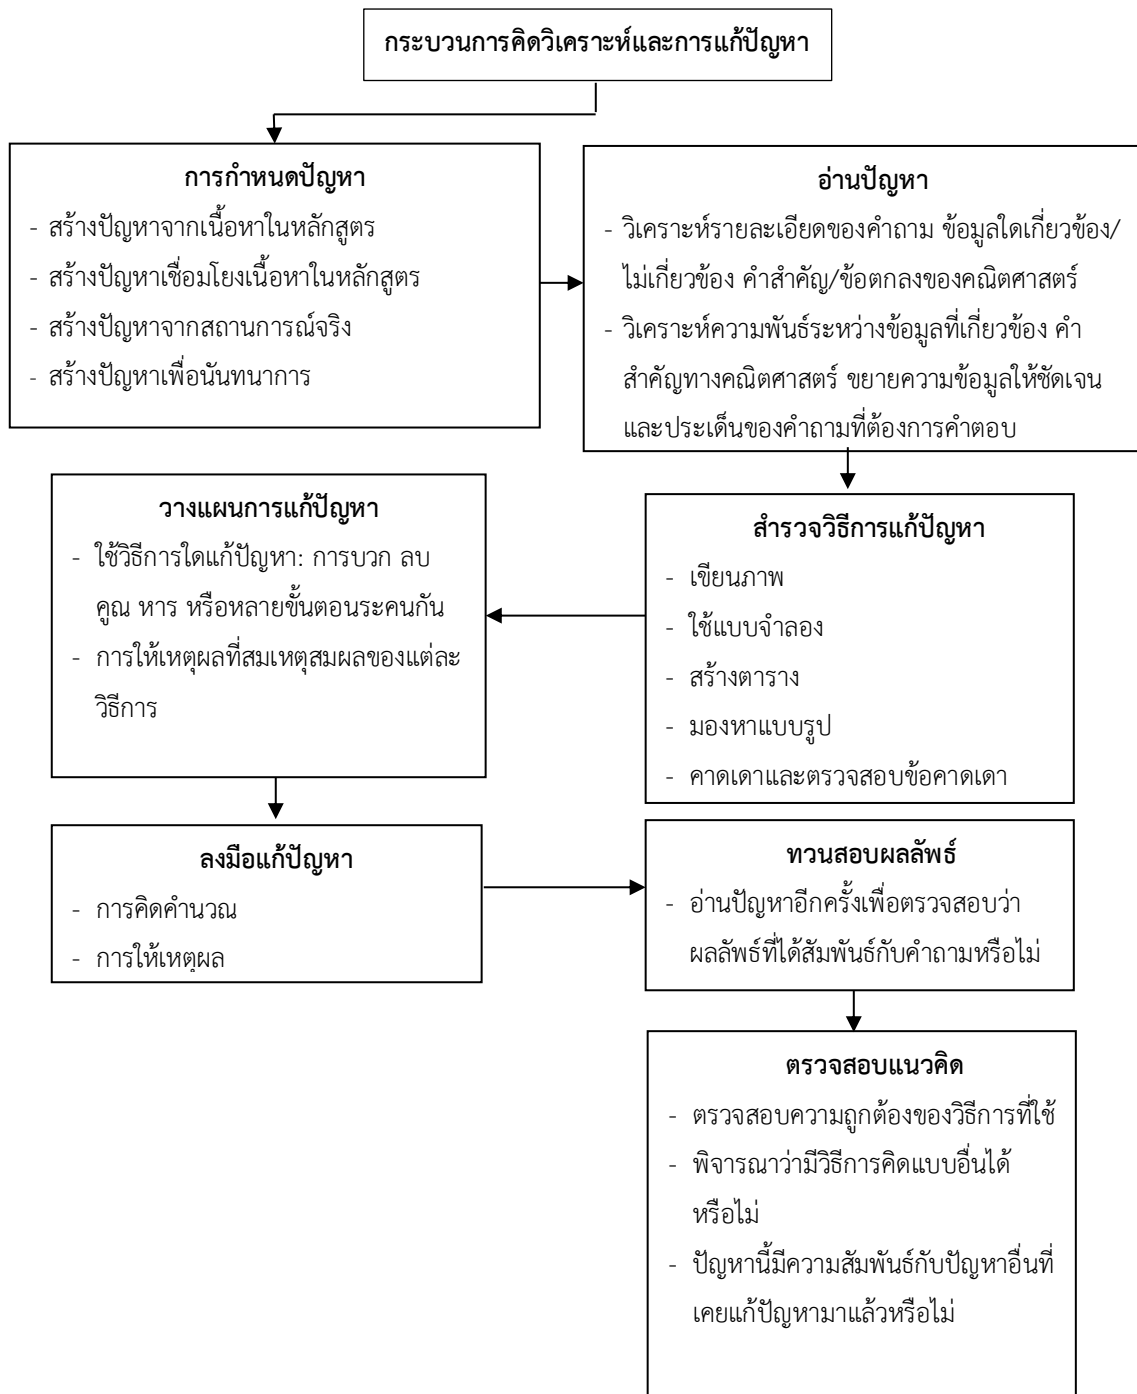 กระบวนการคิดวิเคราะห์และการแก้ปัญหา
การกำหนดปัญหา
- สร้างปัญหาจากเนื้อหาในหลักสูตร
- สร้างปัญหาเชื่อมโยงเนื้อหาในหลักสูตร
- สร้างปัญหาจากสถานการณ์จริง
- สร้างปัญหาเพื่อนันทนาการ
อ่านปัญหา
- วิเคราะห์รายละเอียดของคำถาม ข้อมูลใดเกี่ยวข้อง/
ไม่เกี่ยวข้อง คำสำคัญ/ข้อตกลงของคณิตศาสตร์
- วิเคราะห์ความพันธ์ระหว่างข้อมูลที่เกี่ยวข้อง คำ
สำคัญทางคณิตศาสตร์ ขยายความข้อมูลให้ชัดเจน
และประเด็นของคำถามที่ต้องการคำตอบ
สำรวจวิธีการแก้ปัญหา
- เขียนภาพ
- ใช้แบบจำลอง
- สร้างตาราง
- มองหาแบบรูป
- คาดเดาและตรวจสอบข้อคาดเดา
วางแผนการแก้ปัญหา
- ใช้วิธีการใดแก้ปัญหา: การบวก ลบ
คูณ หาร หรือหลายขั้นตอนระคนกัน
- การให้เหตุผลที่สมเหตุสมผลของแต่ละ
วิธีการ
ลงมือแก้ปัญหา
- การคิดคำนวณ
- การให้เหตุผล
ทวนสอบผลลัพธ์
- อ่านปัญหาอีกครั้งเพื่อตรวจสอบว่า
ผลลัพธ์ที่ได้สัมพันธ์กับคำถามหรือไม่
ตรวจสอบแนวคิด
- ตรวจสอบความถูกต้องของวิธีการที่ใช้
- พิจารณาว่ามีวิธีการคิดแบบอื่นได้
หรือไม่
- ปัญหานี้มีความสัมพันธ์กับปัญหาอื่นที่
เคยแก้ปัญหามาแล้วหรือไม่